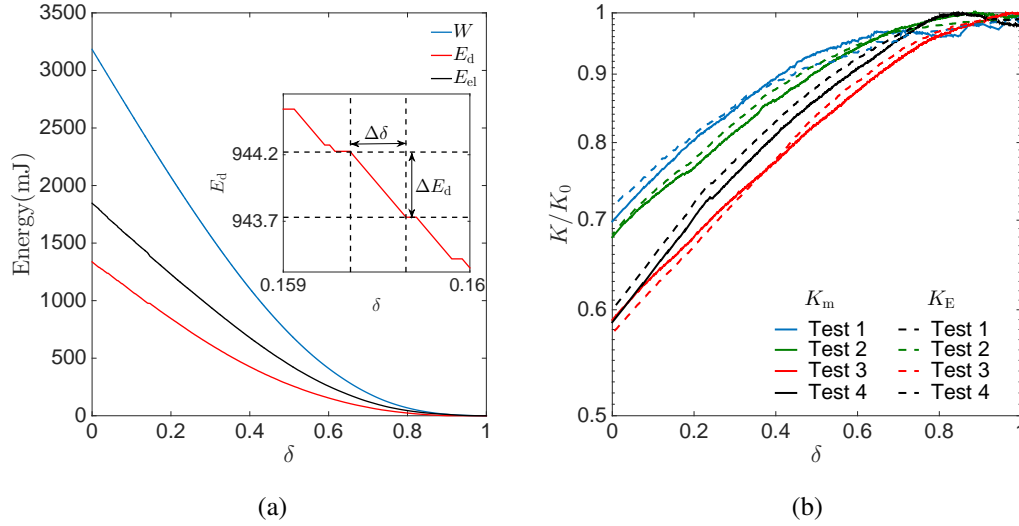 3500
3000
2500
2000
1500
1000
500
0
Energy(mJ)
0 0.2 0.4 0.6 0.8 1
δ
W
E_d
E_el
944.2
943.7
E_d
Δδ
ΔE_d
0.159 0.16
δ
(a)
1
0.9
0.8
0.7
0.6
0.5
K/K_0
0 0.2 0.4 0.6 0.8 1
δ
K_m K_E
Test 1 Test 1
Test 2 Test 2
Test 3 Test 3
Test 4 Test 4
(b)